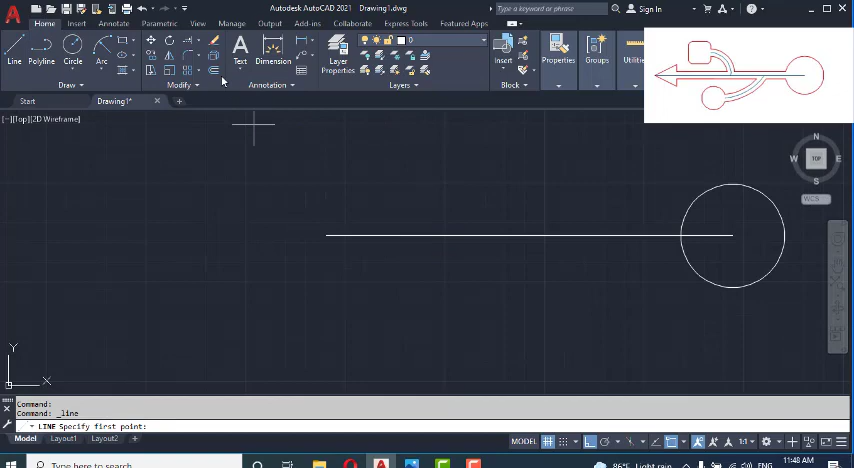 Autodesk AutoCAD 2021 Drawing1.dwg
Type a keyword or phrase
Sign In
Home Insert Annotate Parametric View Manage Output Add-ins Collaborate Express Tools Featured Apps
Line Polyline Circle Arc Text Dimension Layer Properties 0 Insert Properties Groups Utilities
Draw Modify Annotation Layers Block
Start Drawing1*
[−][Top][2D Wireframe]
N
W TOP E
S
WCS
Y
X
Command:
Command: _line
LINE Specify first point:
Model Layout1 Layout2 +
MODEL 1:1
Type here to search
86°F Light rain ENG 11:48 AM